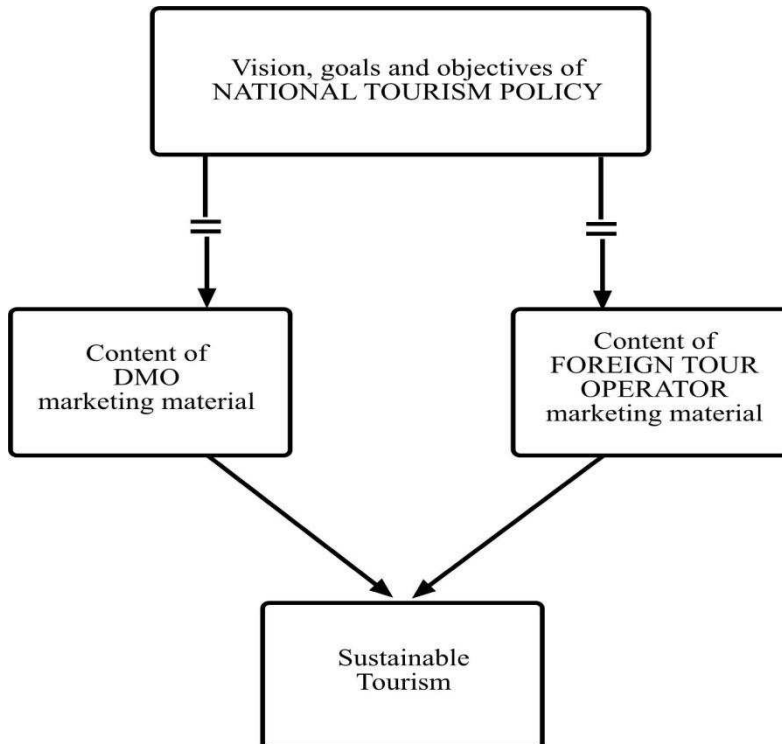 Vision, goals and objectives of
NATIONAL TOURISM POLICY
Content of
DMO
marketing material
Content of
FOREIGN TOUR
OPERATOR
marketing material
Sustainable
Tourism